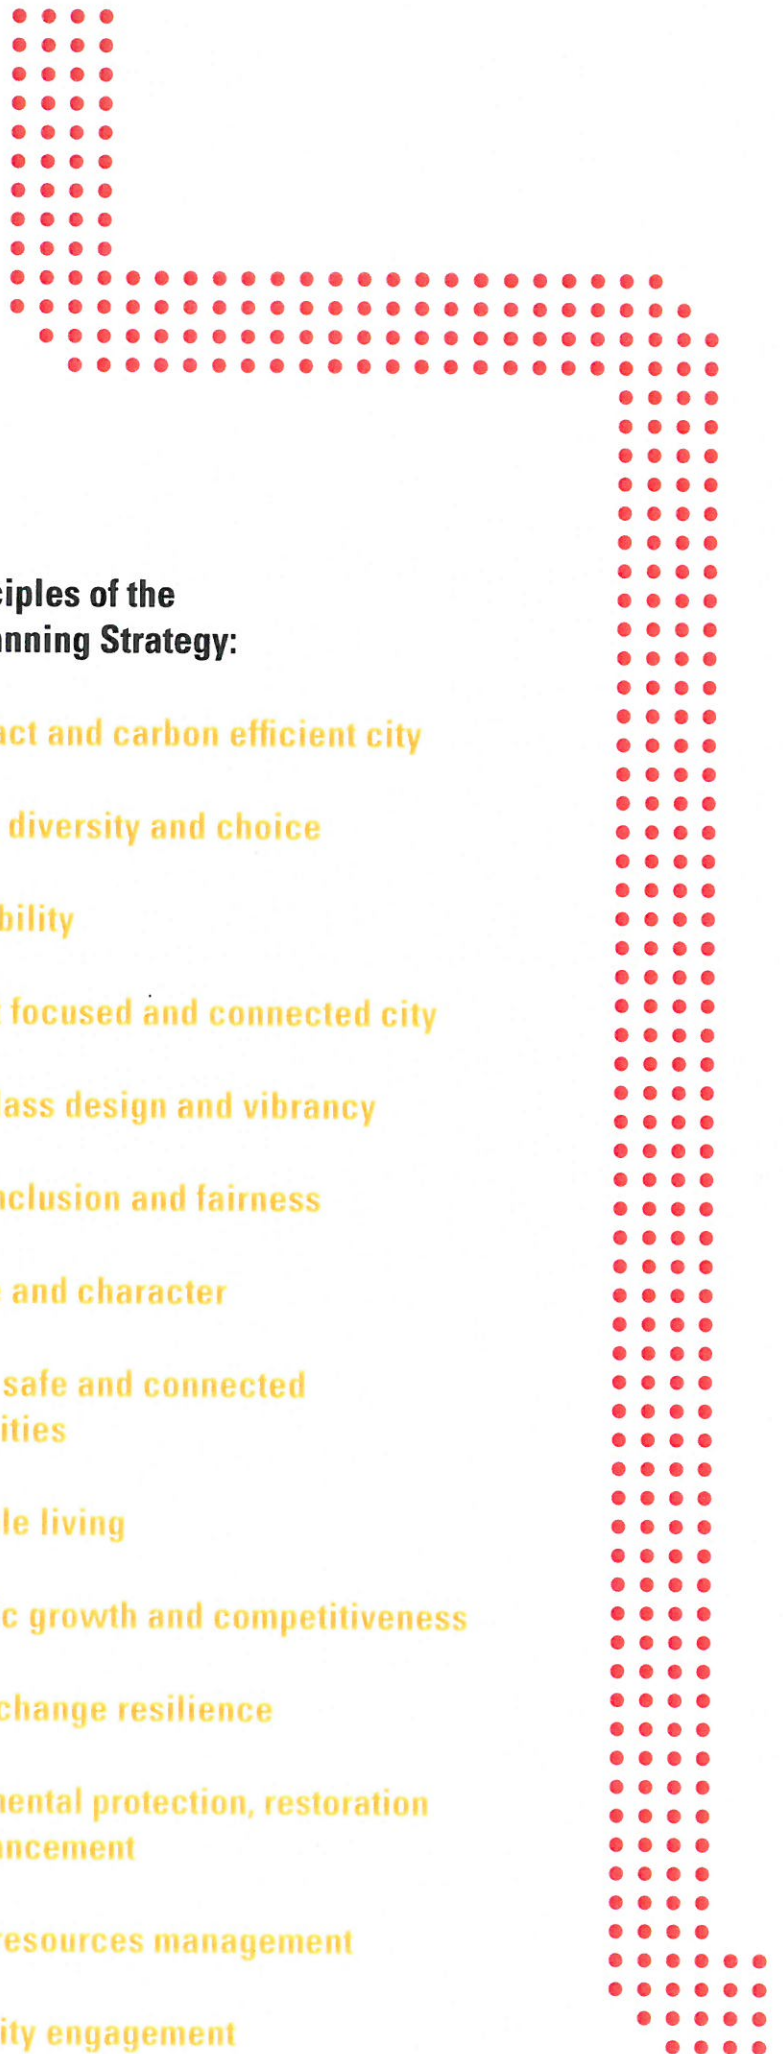 ciples of the
nning Strategy:
act and carbon efficient city
diversity and choice
bility
focused and connected city
lass design and vibrancy
nclusion and fairness
and character
safe and connected
ities
le living
c growth and competitiveness
change resilience
nental protection, restoration
ancement
resources management
ity engagement